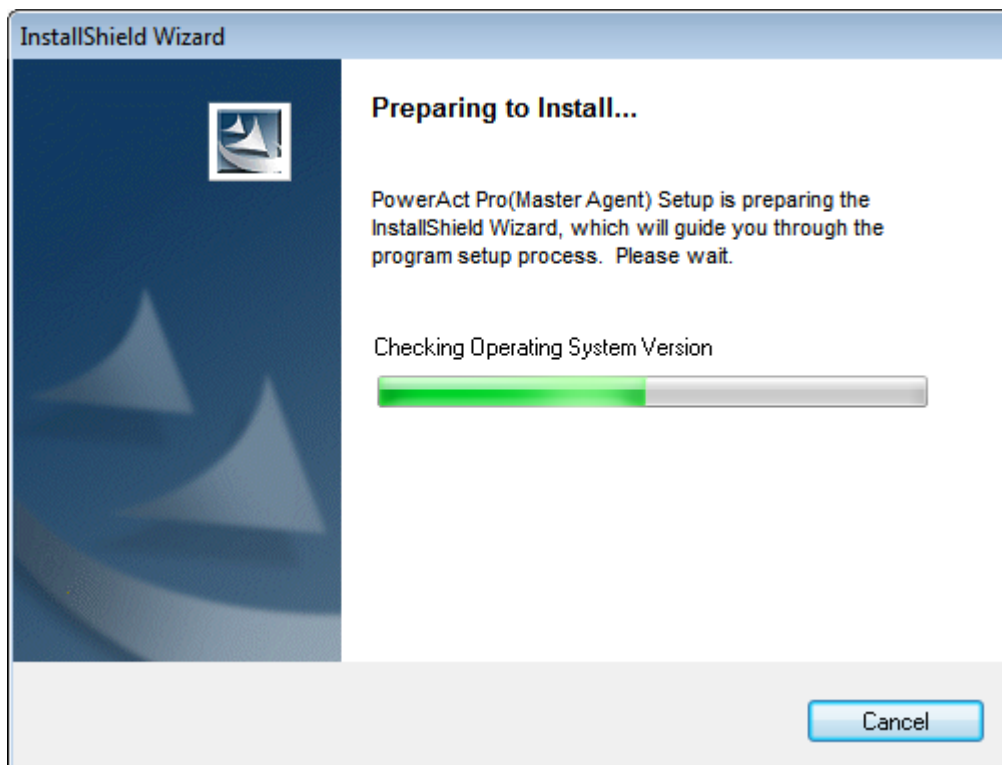 InstallShield Wizard
Preparing to Install...
PowerAct Pro(Master Agent) Setup is preparing the
InstallShield Wizard, which will guide you through the
program setup process.  Please wait.
Checking Operating System Version
Cancel